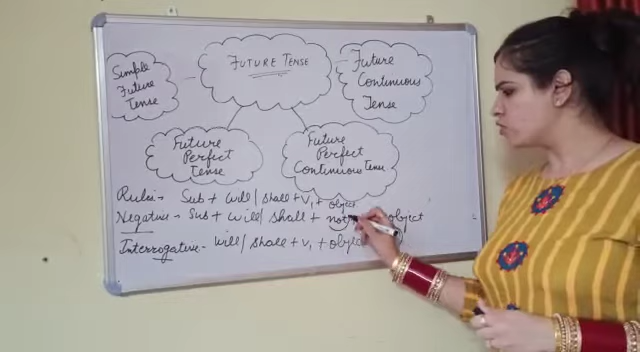 FUTURE TENSE
Simple
Future
Tense
Future
Continuous
Tense
Future
Perfect
Tense
Future
Perfect
Continuous Tense
Rules- Sub + will/ shall + V1 + object
Negative- Sub + will/ shall + not object
Interrogative- will/ shall + V1 +